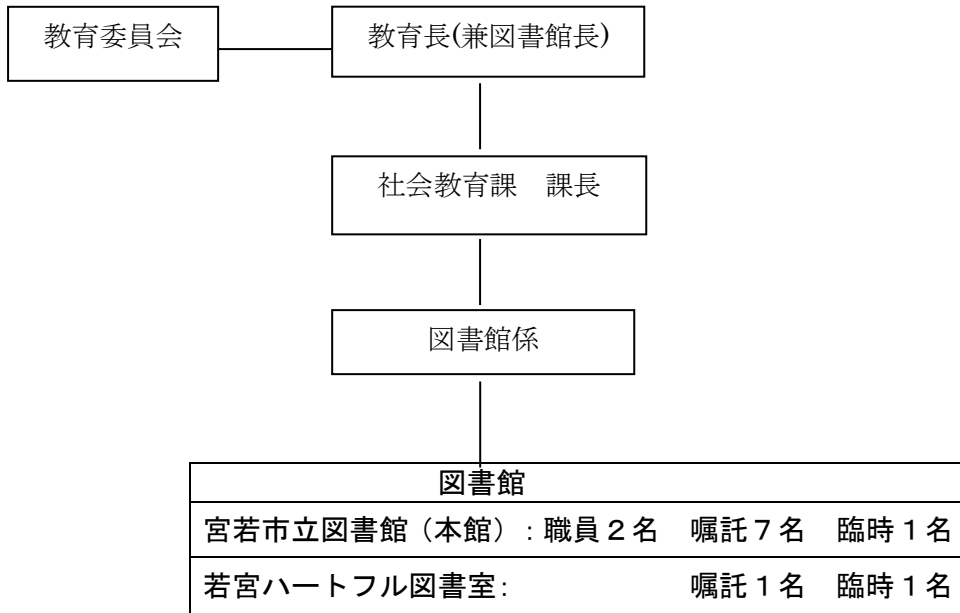 教育委員会
教育長(兼図書館長)
社会教育課　課長
図書館係
図書館
宮若市立図書館（本館）：職員２名　嘱託７名　臨時１名
若宮ハートフル図書室：　嘱託１名　臨時１名